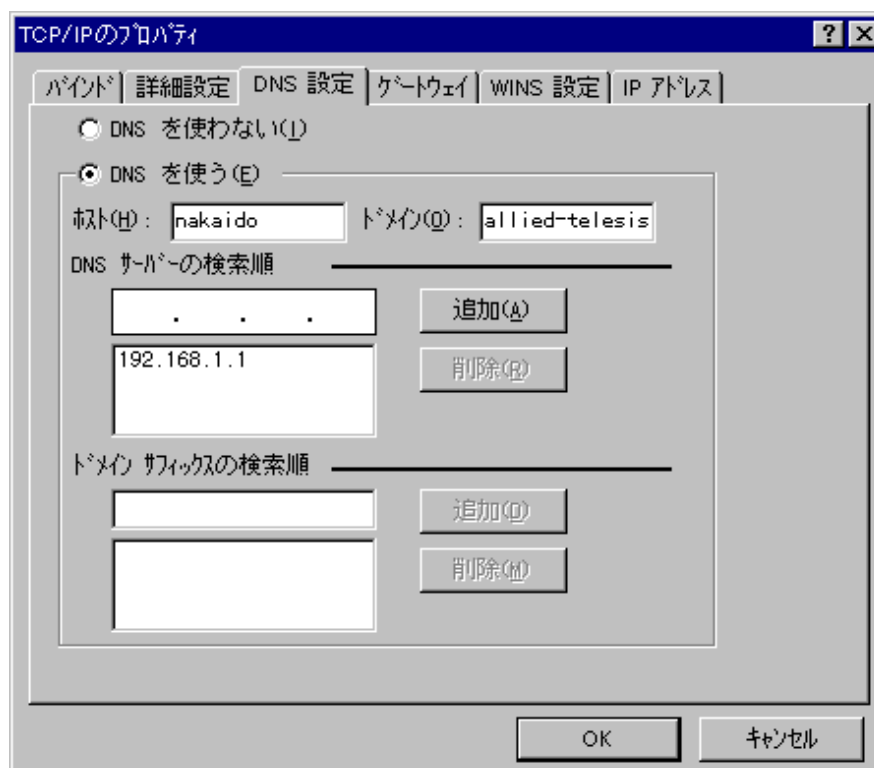 TCP/IPのﾌﾟﾛﾊﾟﾃｨ
ﾊﾞｲﾝﾄﾞ 詳細設定 DNS 設定 ｹﾞｰﾄｳｪｲ WINS 設定 IP ｱﾄﾞﾚｽ
DNS を使わない(I)
DNS を使う(E)
ﾎｽﾄ(H): nakaido ﾄﾞﾒｲﾝ(O): allied-telesis
DNS ｻｰﾊﾞｰの検索順
. . . 追加(A)
192.168.1.1 削除(R)
ﾄﾞﾒｲﾝ ｻﾌｨｯｸｽの検索順
追加(D)
削除(M)
OK ｷｬﾝｾﾙ